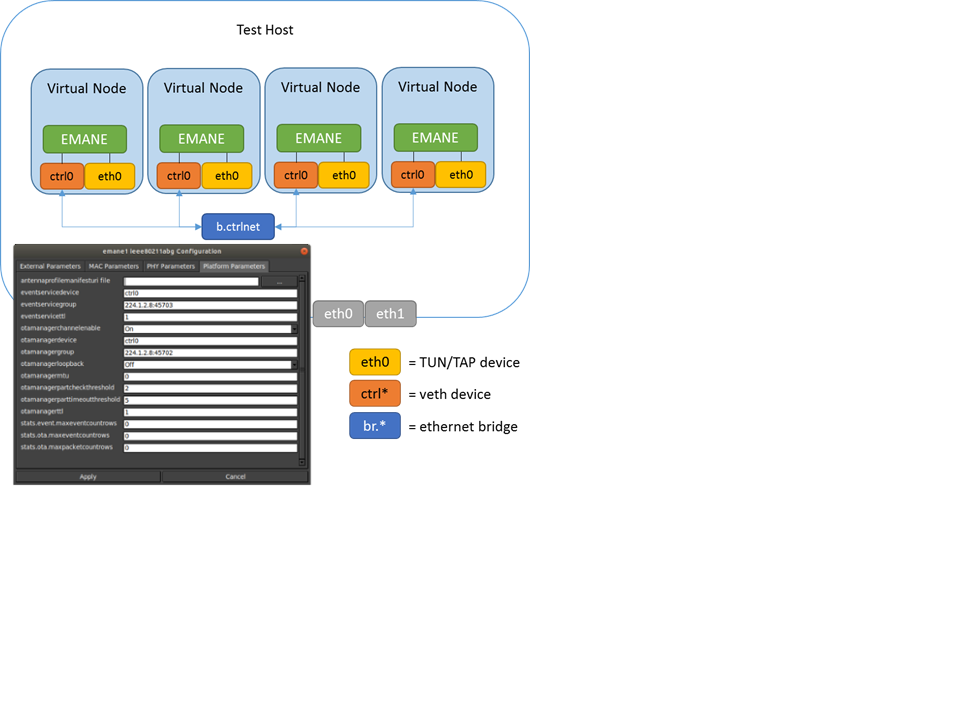 Test Host
Virtual Node
EMANE
ctrl0 eth0
Virtual Node
EMANE
ctrl0 eth0
Virtual Node
EMANE
ctrl0 eth0
Virtual Node
EMANE
ctrl0 eth0
b.ctrlnet
emane1 ieee80211abg Configuration
External Parameters MAC Parameters PHY Parameters Platform Parameters
antennaprofilemanifesturi file ...
eventservicedevice ctrl0
eventservicegroup 224.1.2.8:45703
eventservicettl 1
otamanagerchannelenable On
otamanagerdevice ctrl0
otamanagergroup 224.1.2.8:45702
otamanagerloopback Off
otamanagermtu 0
otamanagerpartcheckthreshold 2
otamanagerparttimeoutthreshold 5
otamanagerttl 1
stats.event.maxeventcountrows 0
stats.ota.maxeventcountrows 0
stats.ota.maxpacketcountrows 0
Apply Cancel
eth0 eth1
eth0 = TUN/TAP device
ctrl* = veth device
br.* = ethernet bridge